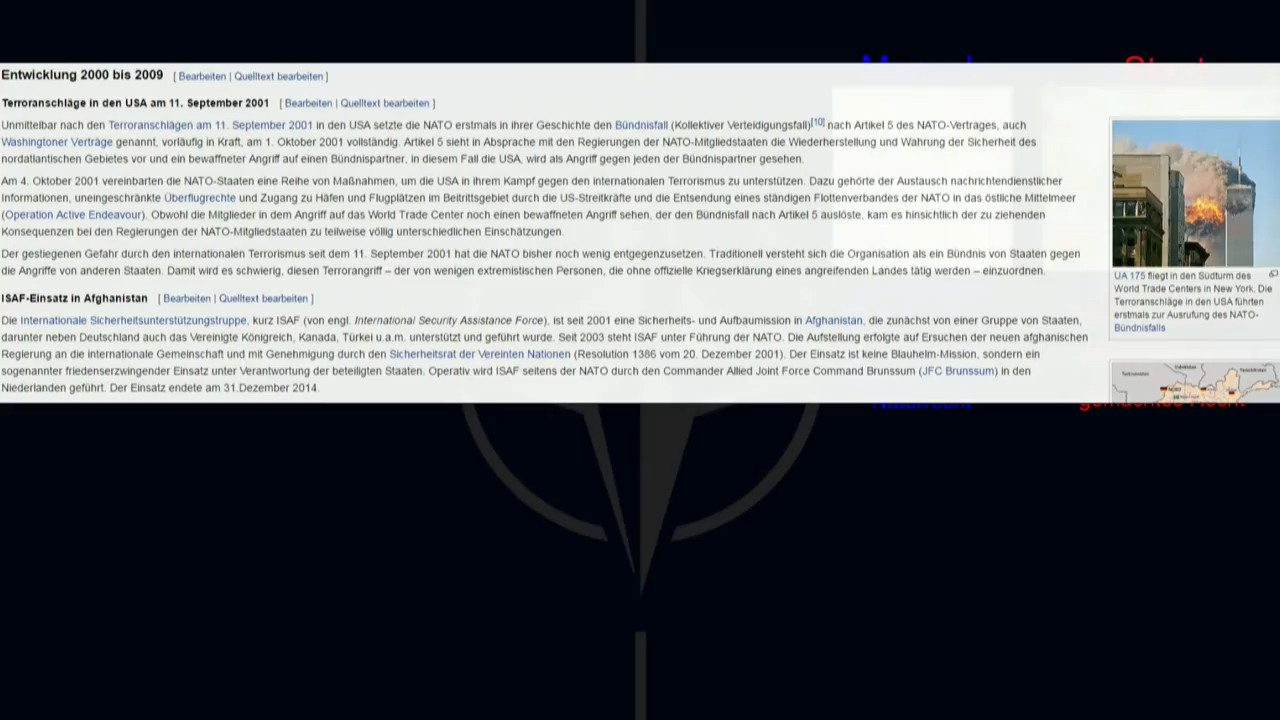 Entwicklung 2000 bis 2009 [ Bearbeiten | Quelltext bearbeiten ]
Terroranschläge in den USA am 11. September 2001 [ Bearbeiten | Quelltext bearbeiten ]
Unmittelbar nach den Terroranschlägen am 11. September 2001 in den USA setzte die NATO erstmals in ihrer Geschichte den Bündnisfall (Kollektiver Verteidigungsfall)[10] nach Artikel 5 des NATO-Vertrages, auch
Washingtoner Verträge genannt, vorläufig in Kraft, am 1. Oktober 2001 vollständig. Artikel 5 sieht in Absprache mit den Regierungen der NATO-Mitgliedstaaten die Wiederherstellung und Wahrung der Sicherheit des
nordatlantischen Gebietes vor und ein bewaffneter Angriff auf einen Bündnispartner, in diesem Fall die USA, wird als Angriff gegen jeden der Bündnispartner gesehen.
Am 4. Oktober 2001 vereinbarten die NATO-Staaten eine Reihe von Maßnahmen, um die USA in ihrem Kampf gegen den internationalen Terrorismus zu unterstützen. Dazu gehörte der Austausch nachrichtendienstlicher
Informationen, uneingeschränkte Überflugrechte und Zugang zu Häfen und Flugplätzen im Beitrittsgebiet durch die US-Streitkräfte und die Entsendung eines ständigen Flottenverbandes der NATO in das östliche Mittelmeer
(Operation Active Endeavour). Obwohl die Mitglieder in dem Angriff auf das World Trade Center noch einen bewaffneten Angriff sehen, der den Bündnisfall nach Artikel 5 auslöste, kam es hinsichtlich der zu ziehenden
Konsequenzen bei den Regierungen der NATO-Mitgliedstaaten zu teilweise völlig unterschiedlichen Einschätzungen.
Der gestiegenen Gefahr durch den internationalen Terrorismus seit dem 11. September 2001 hat die NATO bisher noch wenig entgegenzusetzen. Traditionell versteht sich die Organisation als ein Bündnis von Staaten gegen
die Angriffe von anderen Staaten. Damit wird es schwierig, diesen Terrorangriff – der von wenigen extremistischen Personen, die ohne offizielle Kriegserklärung eines angreifenden Landes tätig werden – einzuordnen.
UA 175 fliegt in den Südturm des
World Trade Centers in New York. Die
Terroranschläge in den USA führten
erstmals zur Ausrufung des NATO-
Bündnisfalls
ISAF-Einsatz in Afghanistan [ Bearbeiten | Quelltext bearbeiten ]
Die Internationale Sicherheitsunterstützungstruppe, kurz ISAF (von engl. International Security Assistance Force), ist seit 2001 eine Sicherheits- und Aufbaumission in Afghanistan, die zunächst von einer Gruppe von Staaten,
darunter neben Deutschland auch das Vereinigte Königreich, Kanada, Türkei u.a.m. unterstützt und geführt wurde. Seit 2003 steht ISAF unter Führung der NATO. Die Aufstellung erfolgte auf Ersuchen der neuen afghanischen
Regierung an die internationale Gemeinschaft und mit Genehmigung durch den Sicherheitsrat der Vereinten Nationen (Resolution 1386 vom 20. Dezember 2001). Der Einsatz ist keine Blauhelm-Mission, sondern ein
sogenannter friedenserzwingender Einsatz unter Verantwortung der beteiligten Staaten. Operativ wird ISAF seitens der NATO durch den Commander Allied Joint Force Command Brunssum (JFC Brunssum) in den
Niederlanden geführt. Der Einsatz endete am 31.Dezember 2014.